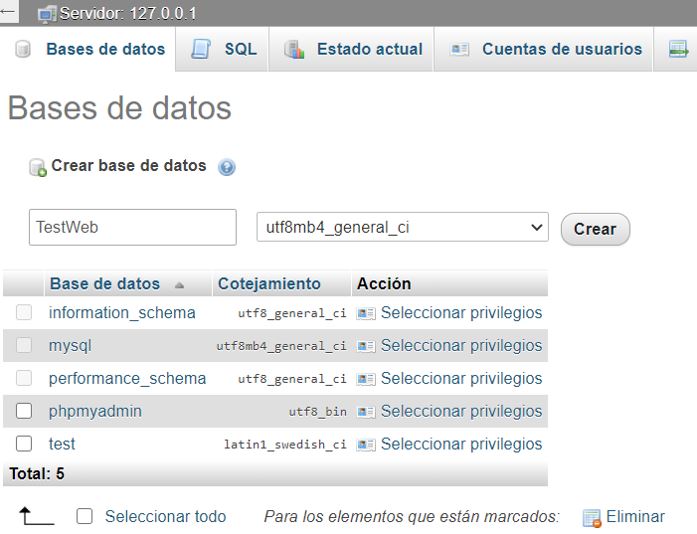 Servidor: 127.0.0.1
Bases de datos SQL Estado actual Cuentas de usuarios
Bases de datos
Crear base de datos
TestWeb utf8mb4_general_ci Crear
Base de datos Cotejamiento Acción
information_schema utf8_general_ci Seleccionar privilegios
mysql utf8mb4_general_ci Seleccionar privilegios
performance_schema utf8_general_ci Seleccionar privilegios
phpmyadmin utf8_bin Seleccionar privilegios
test latin1_swedish_ci Seleccionar privilegios
Total: 5
Seleccionar todo Para los elementos que están marcados: Eliminar